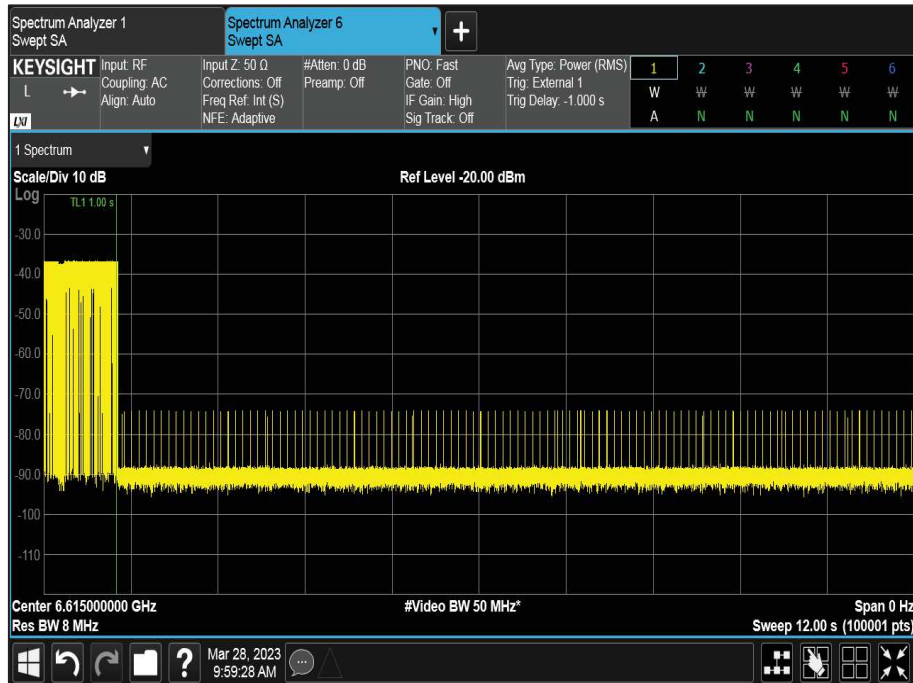 Spectrum Analyzer 1
Swept SA
Spectrum Analyzer 6
Swept SA
KEYSIGHT
L
LXI
Input: RF
Coupling: AC
Align: Auto
Input Z: 50 Ω
Corrections: Off
Freq Ref: Int (S)
NFE: Adaptive
#Atten: 0 dB
Preamp: Off
PNO: Fast
Gate: Off
IF Gain: High
Sig Track: Off
Avg Type: Power (RMS)
Trig: External 1
Trig Delay: -1.000 s
1 2 3 4 5 6
W W W W W W
A N N N N N
1 Spectrum
Scale/Div 10 dB
Ref Level -20.00 dBm
Log
TL1 1.00 s
-30.0
-40.0
-50.0
-60.0
-70.0
-80.0
-90.0
-100
-110
Center 6.615000000 GHz
#Video BW 50 MHz*
Span 0 Hz
Res BW 8 MHz
Sweep 12.00 s (100001 pts)
?
Mar 28, 2023
9:59:28 AM